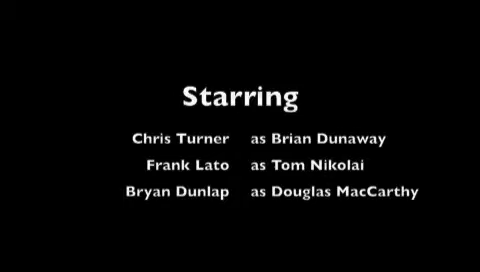 Starring
Chris Turner as Brian Dunaway
Frank Lato as Tom Nikolai
Bryan Dunlap as Douglas MacCarthy